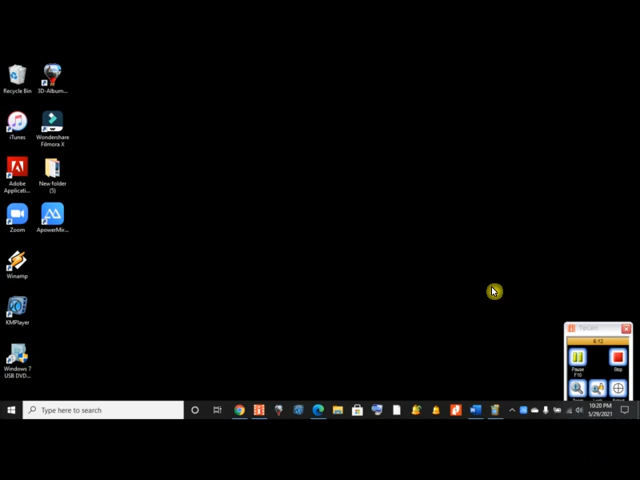 Recycle Bin
3D-Album...
iTunes
Wondershare
Filmora X
Adobe
Applicati...
New folder
(5)
Zoom
ApowerMir...
Winamp
KMPlayer
Windows 7
USB DVD...
6:12
Pause
F10
Stop
Type here to search
10:20 PM
5/29/2021